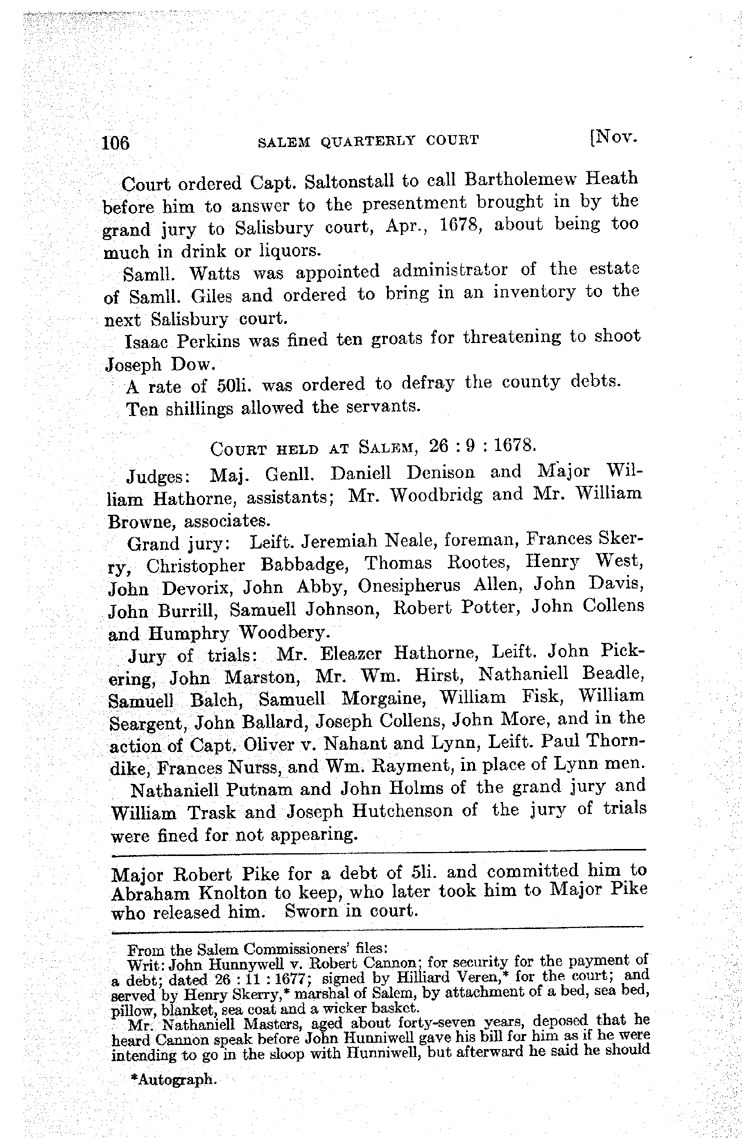 106 SALEM QUARTERLY COURT [Nov.
Court ordered Capt. Saltonstall to call Bartholemew Heath
before him to answer to the presentment brought in by the
grand jury to Salisbury court, Apr., 1678, about being too
much in drink or liquors.
Samll. Watts was appointed administrator of the estate
of Samll. Giles and ordered to bring in an inventory to the
next Salisbury court.
Isaac Perkins was fined ten groats for threatening to shoot
Joseph Dow.
A rate of 50li. was ordered to defray the county debts.
Ten shillings allowed the servants.
COURT HELD AT SALEM, 26 : 9 : 1678.
Judges: Maj. Genll. Daniell Denison and Major Wil-
liam Hathorne, assistants; Mr. Woodbridg and Mr. William
Browne, associates.
Grand jury: Leift. Jeremiah Neale, foreman, Frances Sker-
ry, Christopher Babbadge, Thomas Rootes, Henry West,
John Devorix, John Abby, Onesipherus Allen, John Davis,
John Burrill, Samuell Johnson, Robert Potter, John Collens
and Humphry Woodbery.
Jury of trials: Mr. Eleazer Hathorne, Leift. John Pick-
ering, John Marston, Mr. Wm. Hirst, Nathaniell Beadle,
Samuell Balch, Samuell Morgaine, William Fisk, William
Seargent, John Ballard, Joseph Collens, John More, and in the
action of Capt. Oliver v. Nahant and Lynn, Leift. Paul Thorn-
dike, Frances Nurss, and Wm. Rayment, in place of Lynn men.
Nathaniell Putnam and John Holms of the grand jury and
William Trask and Joseph Hutchenson of the jury of trials
were fined for not appearing.
Major Robert Pike for a debt of 5li. and committed him to
Abraham Knolton to keep, who later took him to Major Pike
who released him. Sworn in court.
From the Salem Commissioners' files:
Writ: John Hunnywell v. Robert Cannon; for security for the payment of
a debt; dated 26 : 11 : 1677; signed by Hilliard Veren,* for the court; and
served by Henry Skerry,* marshal of Salem, by attachment of a bed, sea bed,
pillow, blanket, sea coat and a wicker basket.
Mr. Nathaniell Masters, aged about forty-seven years, deposed that he
heard Cannon speak before John Hunniwell gave his bill for him as if he were
intending to go in the sloop with Hunniwell, but afterward he said he should
*Autograph.